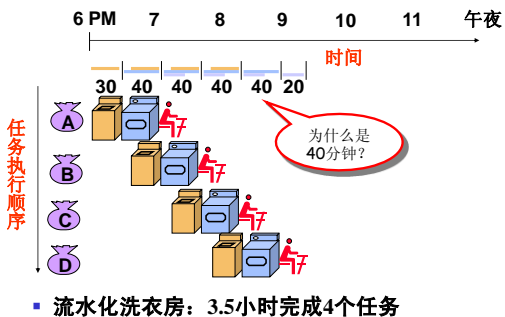 6 PM 7 8 9 10 11 午夜
时间
30 40 40 40 40 20
任务执行顺序
A
B
C
D
为什么是
40分钟？
▪ 流水化洗衣房：3.5小时完成4个任务